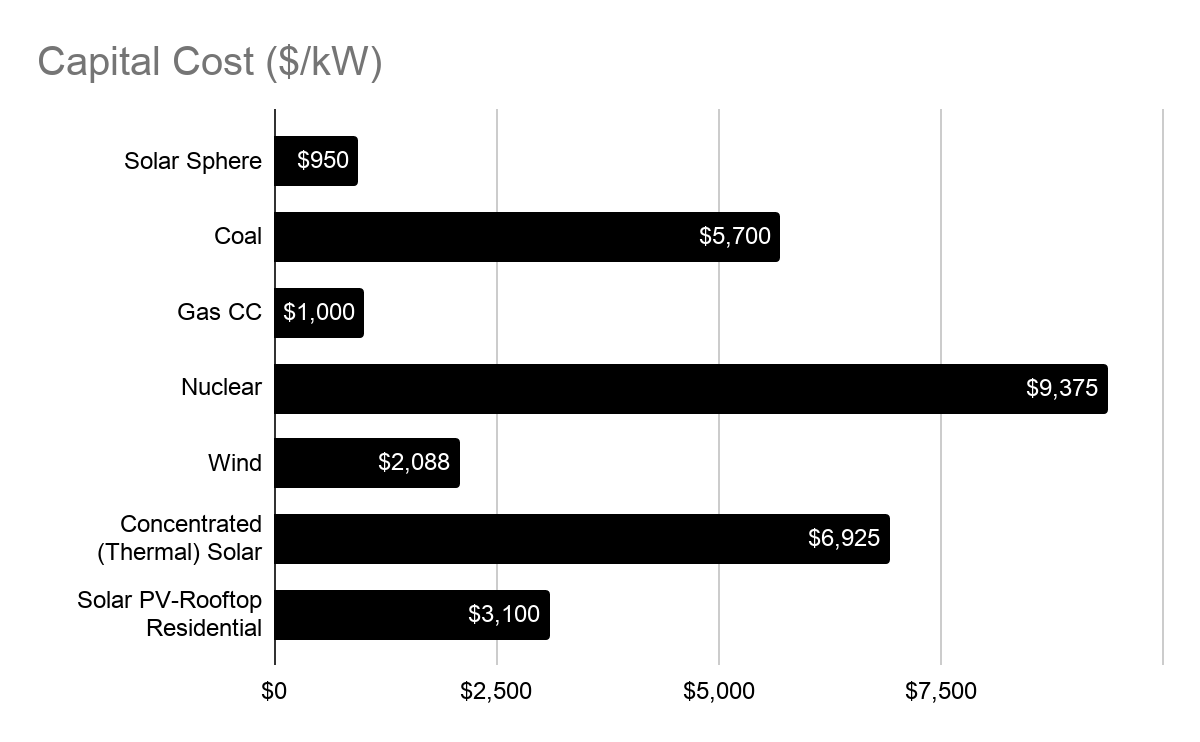 Capital Cost ($/kW)
Solar Sphere
$950
Coal
$5,700
Gas CC
$1,000
Nuclear
$9,375
Wind
$2,088
Concentrated
(Thermal) Solar
$6,925
Solar PV-Rooftop
Residential
$3,100
$0
$2,500
$5,000
$7,500